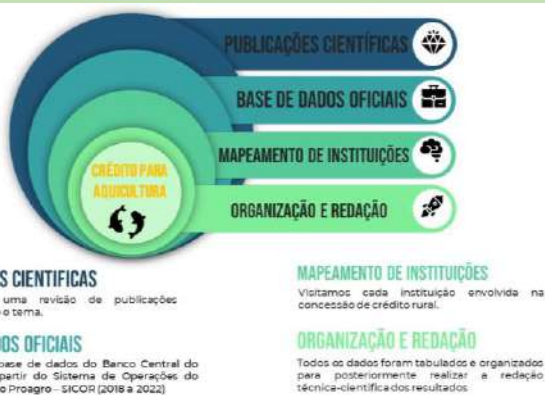 PUBLICAÇÕES CIENTÍFICAS
BASE DE DADOS OFICIAIS
MAPEAMENTO DE INSTITUIÇÕES
ORGANIZAÇÃO E REDAÇÃO
CRÉDITO PARA
AQUICULTURA
S CIENTIFICAS
uma revisão de publicações
o tema.
DOS OFICIAIS
base de dados do Banco Central do
partir do Sistema de Operações do
o Proagro - SICOR (2018 a 2022)
MAPEAMENTO DE INSTITUIÇÕES
Visitamos cada instituição envolvida na
concessão de crédito rural.
ORGANIZAÇÃO E REDAÇÃO
Todos os dados foram tabulados e organizados
para posteriormente realizar a redação
técnica-científica dos resultados